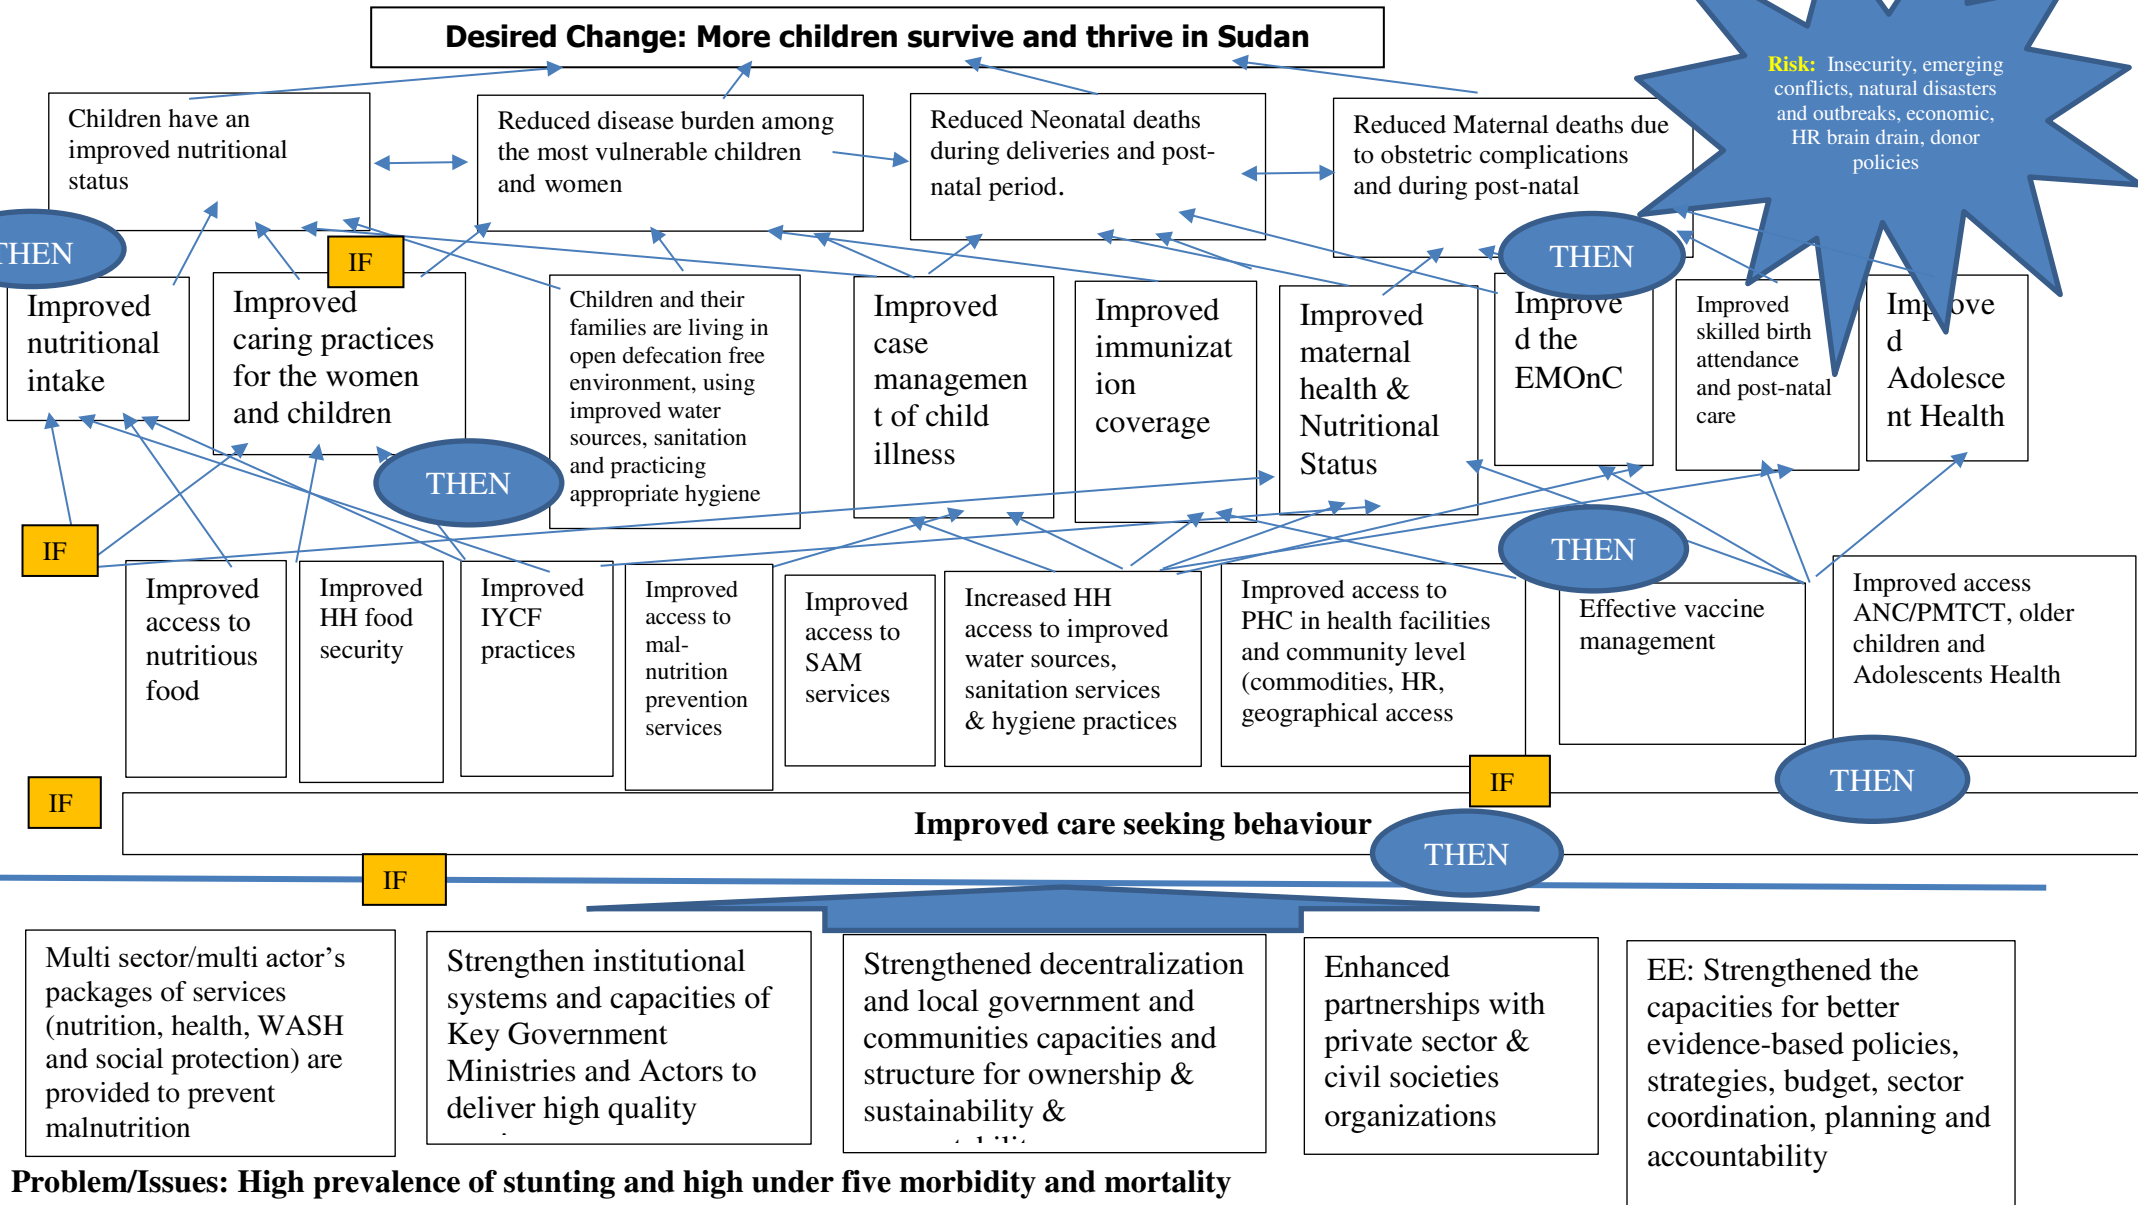 Desired Change: More children survive and thrive in Sudan
Risk: Insecurity, emerging
conflicts, natural disasters
and outbreaks, economic,
HR brain drain, donor
policies
Children have an
improved nutritional
status
Reduced disease burden among
the most vulnerable children
and women
Reduced Neonatal deaths
during deliveries and post-
natal period.
Reduced Maternal deaths due
to obstetric complications
and during post-natal
THEN
IF
THEN
Improved
nutritional
intake
Improved
caring practices
for the women
and children
Children and their
families are living in
open defecation free
environment, using
improved water
sources, sanitation
and practicing
appropriate hygiene
Improved
case
managemen
t of child
illness
Improved
immunizat
ion
coverage
Improved
maternal
health &
Nutritional
Status
Improve
d the
EMOnC
Improved
skilled birth
attendance
and post-natal
care
Improve
d
Adolesce
nt Health
THEN
IF
THEN
Improved
access to
nutritious
food
Improved
HH food
security
Improved
IYCF
practices
Improved
access to
mal-
nutrition
prevention
services
Improved
access to
SAM
services
Increased HH
access to improved
water sources,
sanitation services
& hygiene practices
Improved access to
PHC in health facilities
and community level
(commodities, HR,
geographical access
Effective vaccine
management
Improved access
ANC/PMTCT, older
children and
Adolescents Health
IF
IF
THEN
Improved care seeking behaviour
THEN
IF
Multi sector/multi actor's
packages of services
(nutrition, health, WASH
and social protection) are
provided to prevent
malnutrition
Strengthen institutional
systems and capacities of
Key Government
Ministries and Actors to
deliver high quality
Strengthened decentralization
and local government and
communities capacities and
structure for ownership &
sustainability &
Enhanced
partnerships with
private sector &
civil societies
organizations
EE: Strengthened the
capacities for better
evidence-based policies,
strategies, budget, sector
coordination, planning and
accountability
Problem/Issues: High prevalence of stunting and high under five morbidity and mortality